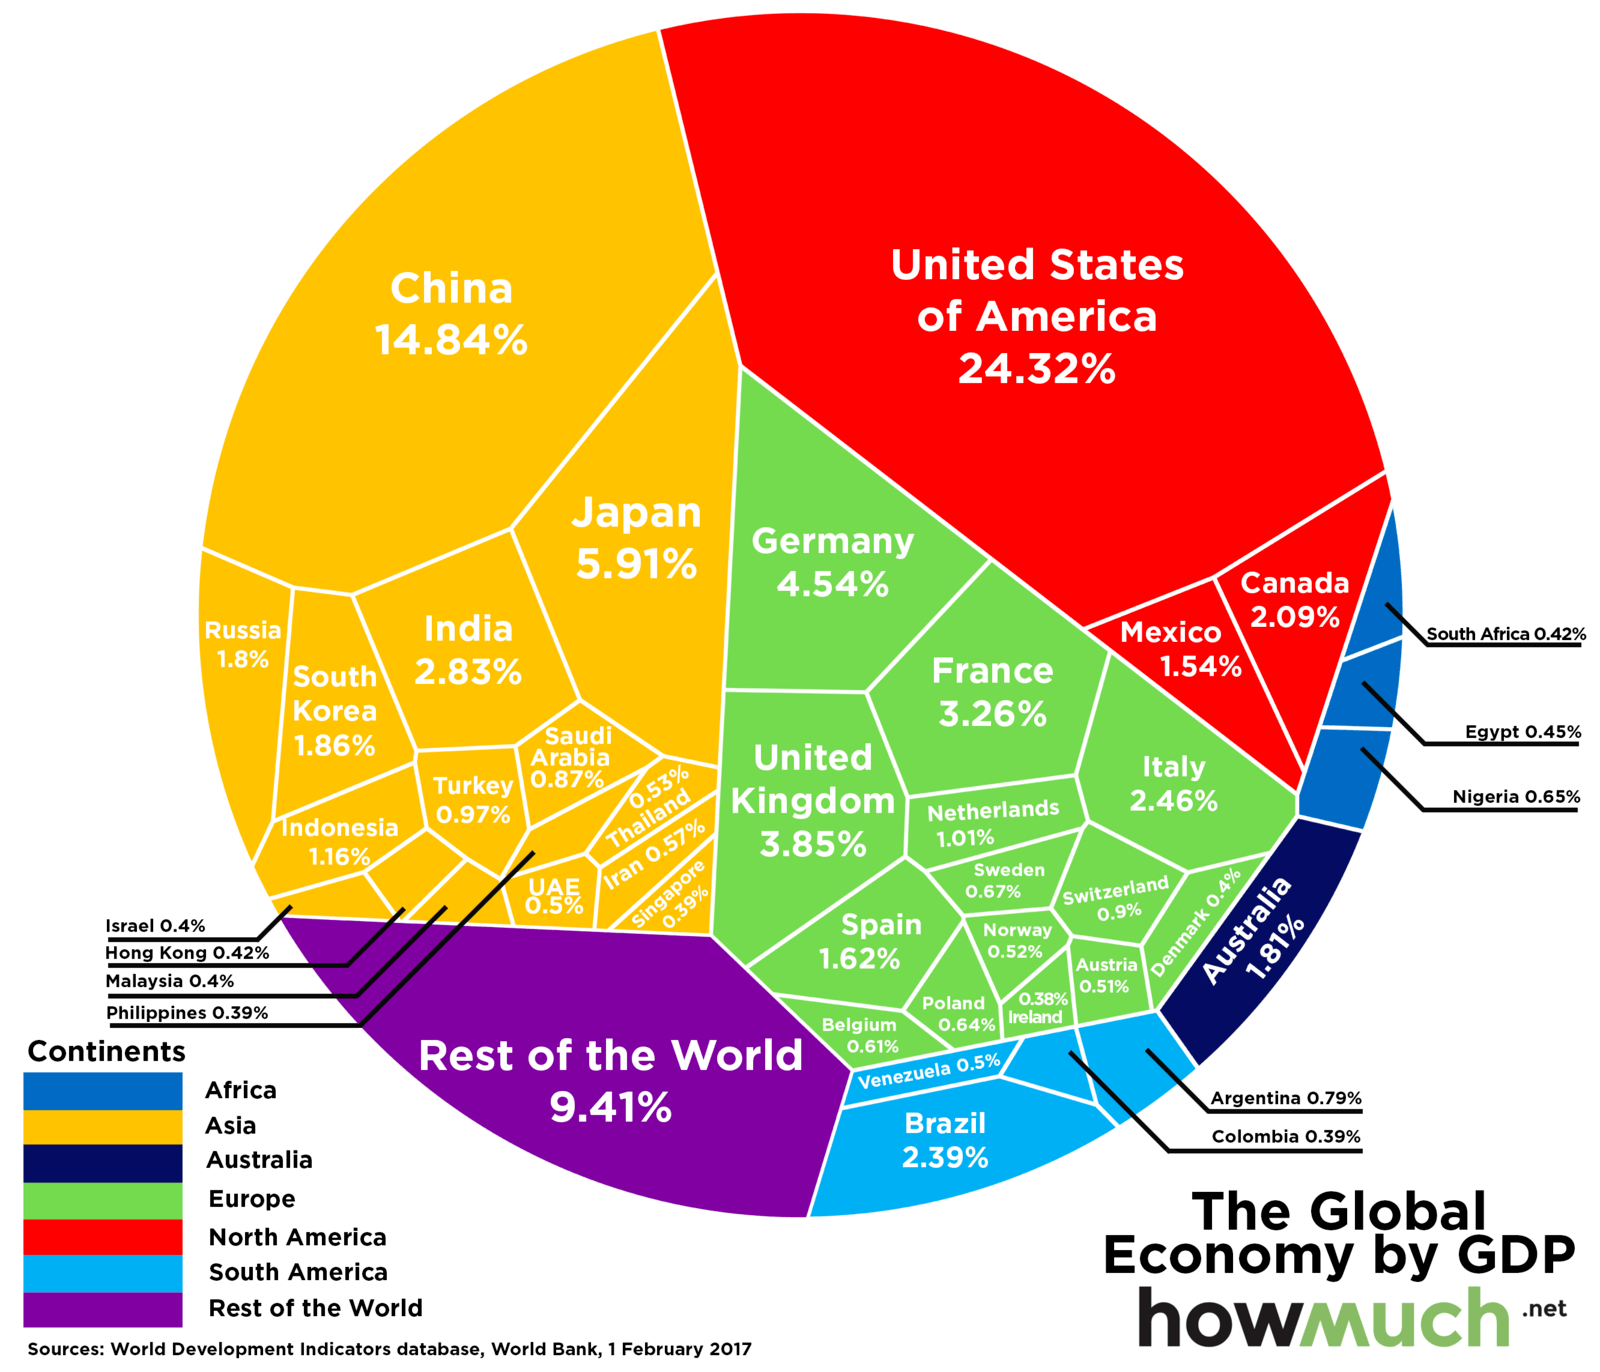 China
14.84%
United States
of America
24.32%
Japan
5.91%
Germany
4.54%
Russia
1.8%
South
Korea
1.86%
India
2.83%
France
3.26%
Mexico
1.54%
Canada
2.09%
South Africa 0.42%
Egypt 0.45%
Nigeria 0.65%
Saudi
Arabia
0.87%
Turkey
0.97%
0.53%
Thailand
Indonesia
1.16%
Iran 0.57%
UAE
0.5%
Singapore
0.39%
United
Kingdom
3.85%
Italy
2.46%
Netherlands
1.01%
Sweden
0.67%
Switzerland
0.9%
Denmark 0.4%
Spain
1.62%
Norway
0.52%
Austria
0.51%
Poland
0.64%
0.38%
Ireland
Belgium
0.61%
Australia
1.81%
Israel 0.4%
Hong Kong 0.42%
Malaysia 0.4%
Philippines 0.39%
Rest of the World
9.41%
Venezuela 0.5%
Brazil
2.39%
Argentina 0.79%
Colombia 0.39%
Continents
Africa
Asia
Australia
Europe
North America
South America
Rest of the World
The Global
Economy by GDP
howmuch.net
Sources: World Development Indicators database, World Bank, 1 February 2017